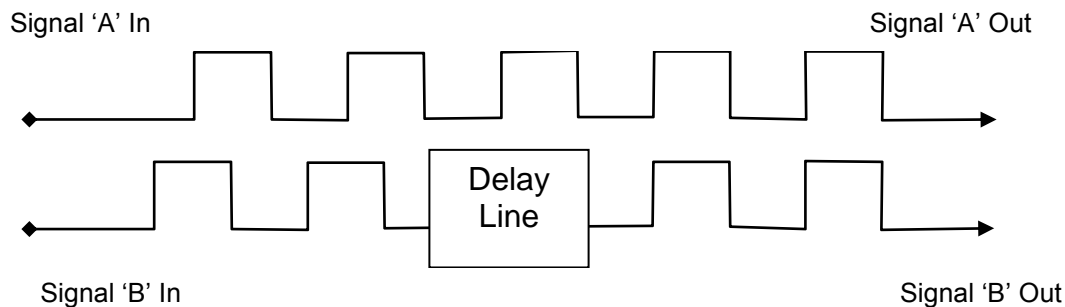 Signal ‘A’ In
Signal ‘A’ Out
Delay
Line
Signal ‘B’ In
Signal ‘B’ Out